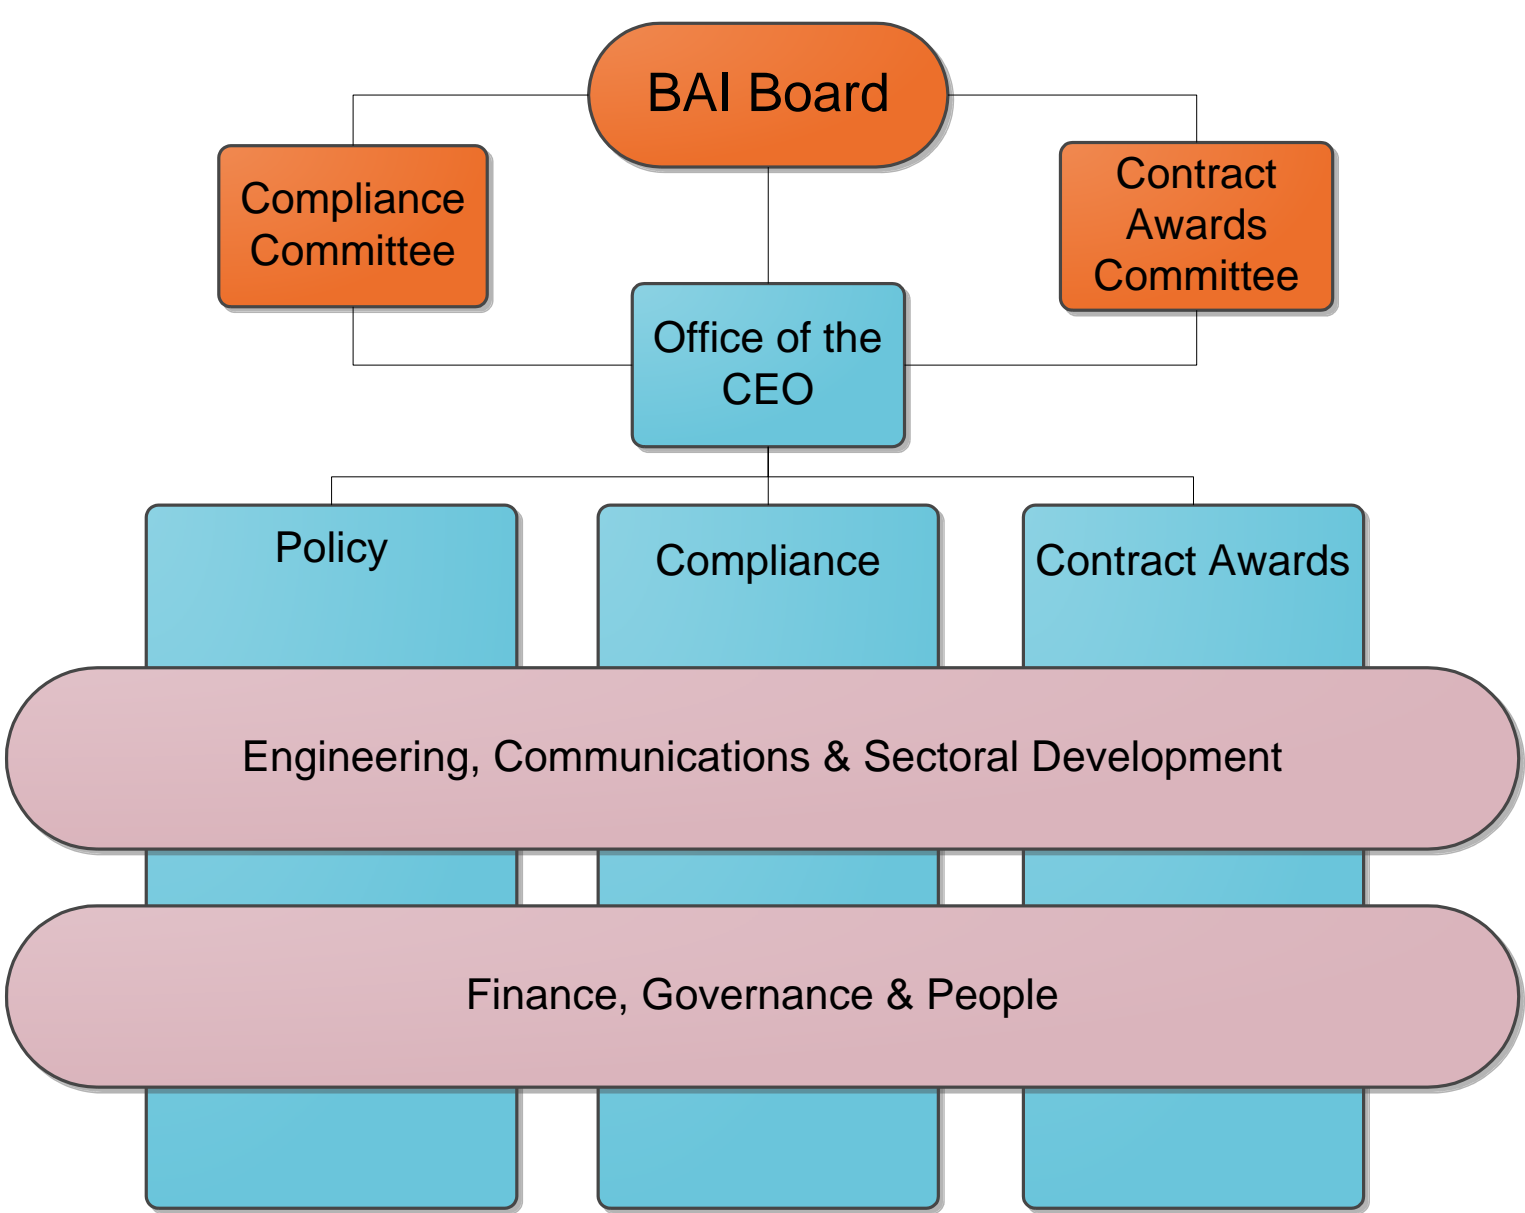 BAI Board
Compliance
Committee
Contract
Awards
Committee
Office of the
CEO
Policy
Compliance
Contract Awards
Engineering, Communications & Sectoral Development
Finance, Governance & People